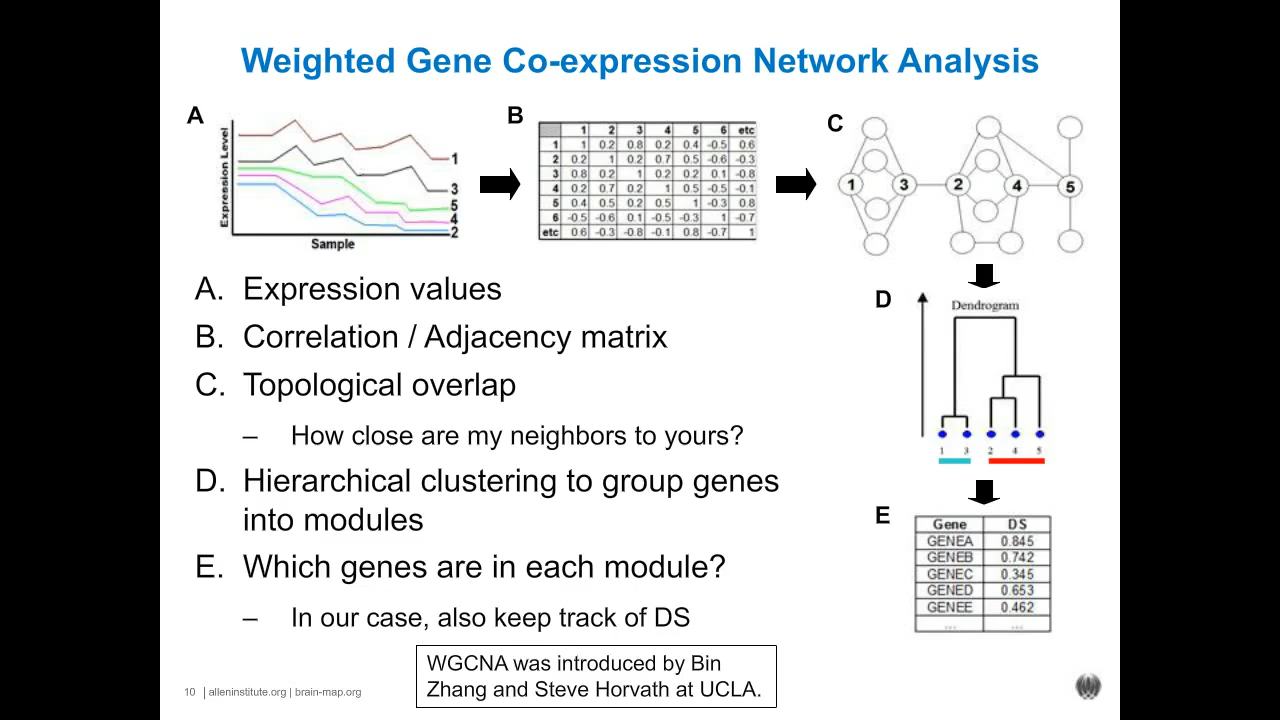 Weighted Gene Co-expression Network Analysis
A
Expression Level
1
3
5
4
2
Sample
B
1 2 3 4 5 6 etc
1 1 0.2 0.8 0.2 0.4 -0.5 0.6
2 0.2 1 0.2 0.7 0.5 -0.6 -0.3
3 0.8 0.2 1 0.2 0.2 0.1 -0.8
4 0.2 0.7 0.2 1 0.5 -0.5 -0.1
5 0.4 0.5 0.2 0.5 1 -0.3 0.8
6 -0.5 -0.6 0.1 -0.5 -0.3 1 -0.7
etc 0.6 -0.3 -0.8 -0.1 0.8 -0.7 1
C
1 3 2 4 5
A. Expression values
B. Correlation / Adjacency matrix
C. Topological overlap
– How close are my neighbors to yours?
D. Hierarchical clustering to group genes
into modules
E. Which genes are in each module?
– In our case, also keep track of DS
D
Dendrogram
1 3 2 4 5
E
Gene DS
GENEA 0.845
GENEB 0.742
GENEC 0.345
GENED 0.653
GENEE 0.462
... ...
WGCNA was introduced by Bin
Zhang and Steve Horvath at UCLA.
10 | alleninstitute.org | brain-map.org